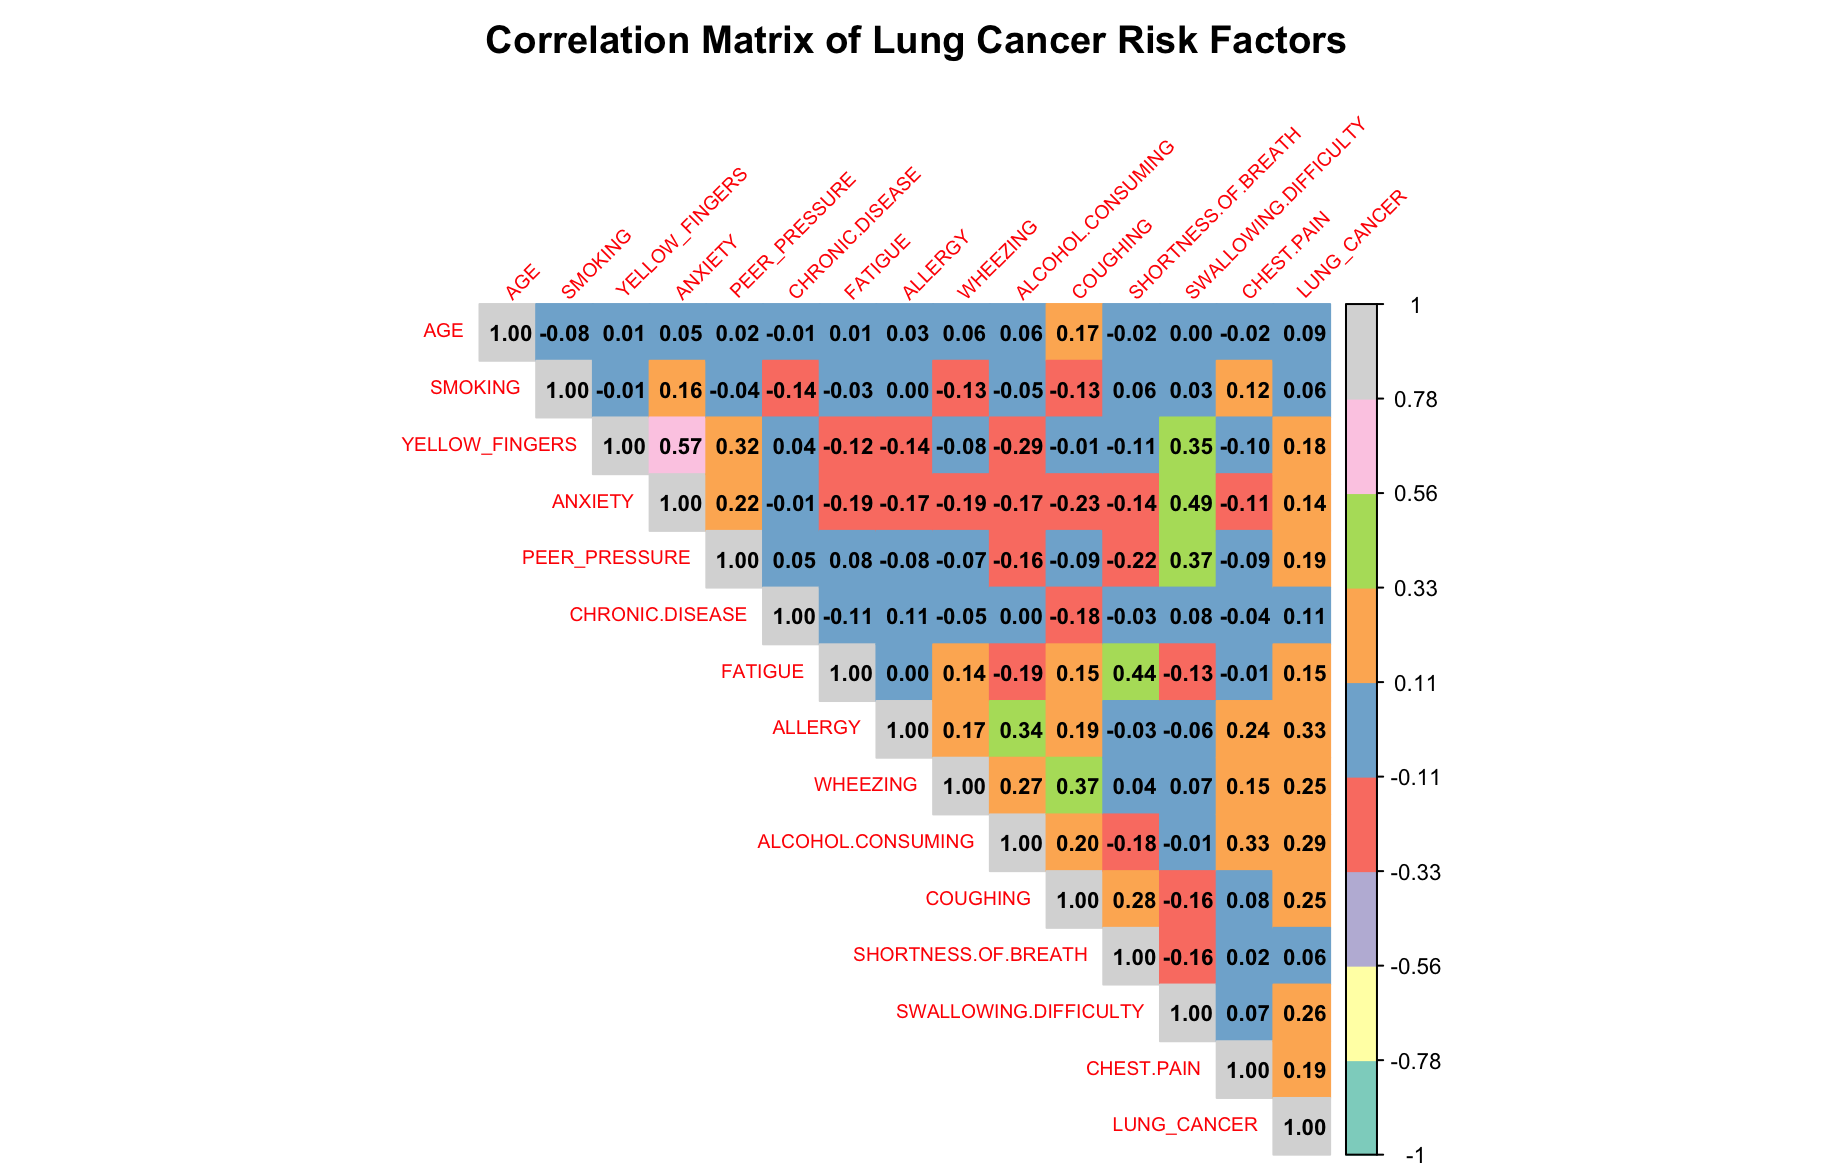 Correlation Matrix of Lung Cancer Risk Factors
AGE
SMOKING
YELLOW_FINGERS
ANXIETY
PEER_PRESSURE
CHRONIC.DISEASE
FATIGUE
ALLERGY
WHEEZING
ALCOHOL.CONSUMING
COUGHING
SHORTNESS.OF.BREATH
SWALLOWING.DIFFICULTY
CHEST.PAIN
LUNG_CANCER
AGE 1.00 -0.08 0.01 0.05 0.02 -0.01 0.01 0.03 0.06 0.06 0.17 -0.02 0.00 -0.02 0.09
SMOKING 1.00 -0.01 0.16 -0.04 -0.14 -0.03 0.00 -0.13 -0.05 -0.13 0.06 0.03 0.12 0.06
YELLOW_FINGERS 1.00 0.57 0.32 0.04 -0.12 -0.14 -0.08 -0.29 -0.01 -0.11 0.35 -0.10 0.18
ANXIETY 1.00 0.22 -0.01 -0.19 -0.17 -0.19 -0.17 -0.23 -0.14 0.49 -0.11 0.14
PEER_PRESSURE 1.00 0.05 0.08 -0.08 -0.07 -0.16 -0.09 -0.22 0.37 -0.09 0.19
CHRONIC.DISEASE 1.00 -0.11 0.11 -0.05 0.00 -0.18 -0.03 0.08 -0.04 0.11
FATIGUE 1.00 0.00 0.14 -0.19 0.15 0.44 -0.13 -0.01 0.15
ALLERGY 1.00 0.17 0.34 0.19 -0.03 -0.06 0.24 0.33
WHEEZING 1.00 0.27 0.37 0.04 0.07 0.15 0.25
ALCOHOL.CONSUMING 1.00 0.20 -0.18 -0.01 0.33 0.29
COUGHING 1.00 0.28 -0.16 0.08 0.25
SHORTNESS.OF.BREATH 1.00 -0.16 0.02 0.06
SWALLOWING.DIFFICULTY 1.00 0.07 0.26
CHEST.PAIN 1.00 0.19
LUNG_CANCER 1.00
1
0.78
0.56
0.33
0.11
-0.11
-0.33
-0.56
-0.78
-1